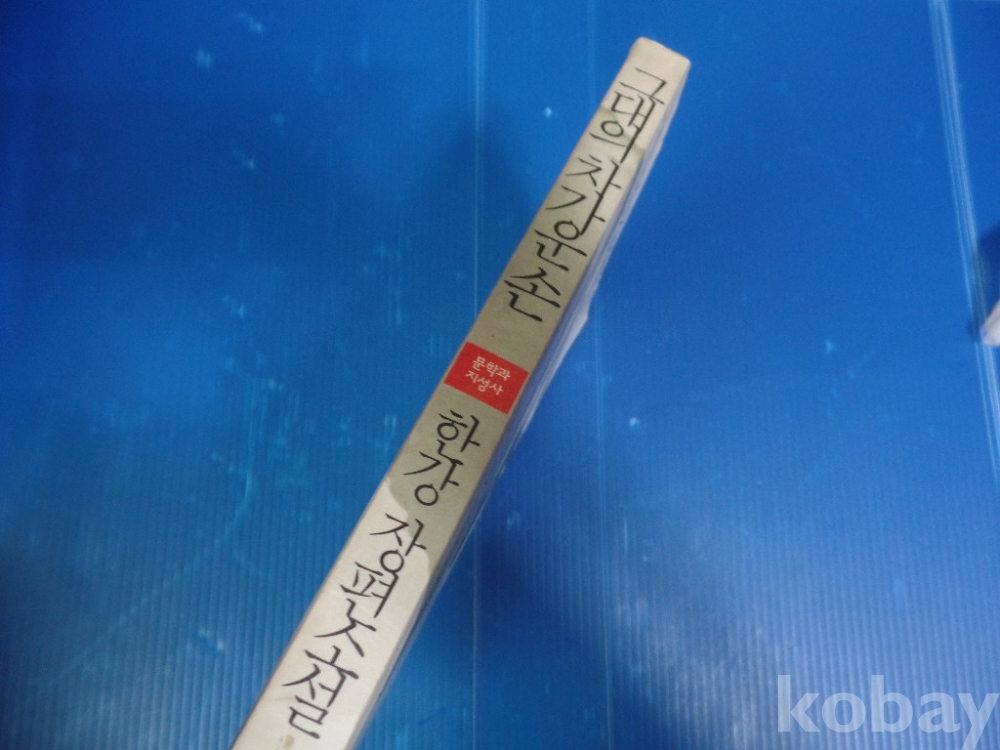 그대의 차가운 손
문학과
지성사
한강 장편소설
kobay